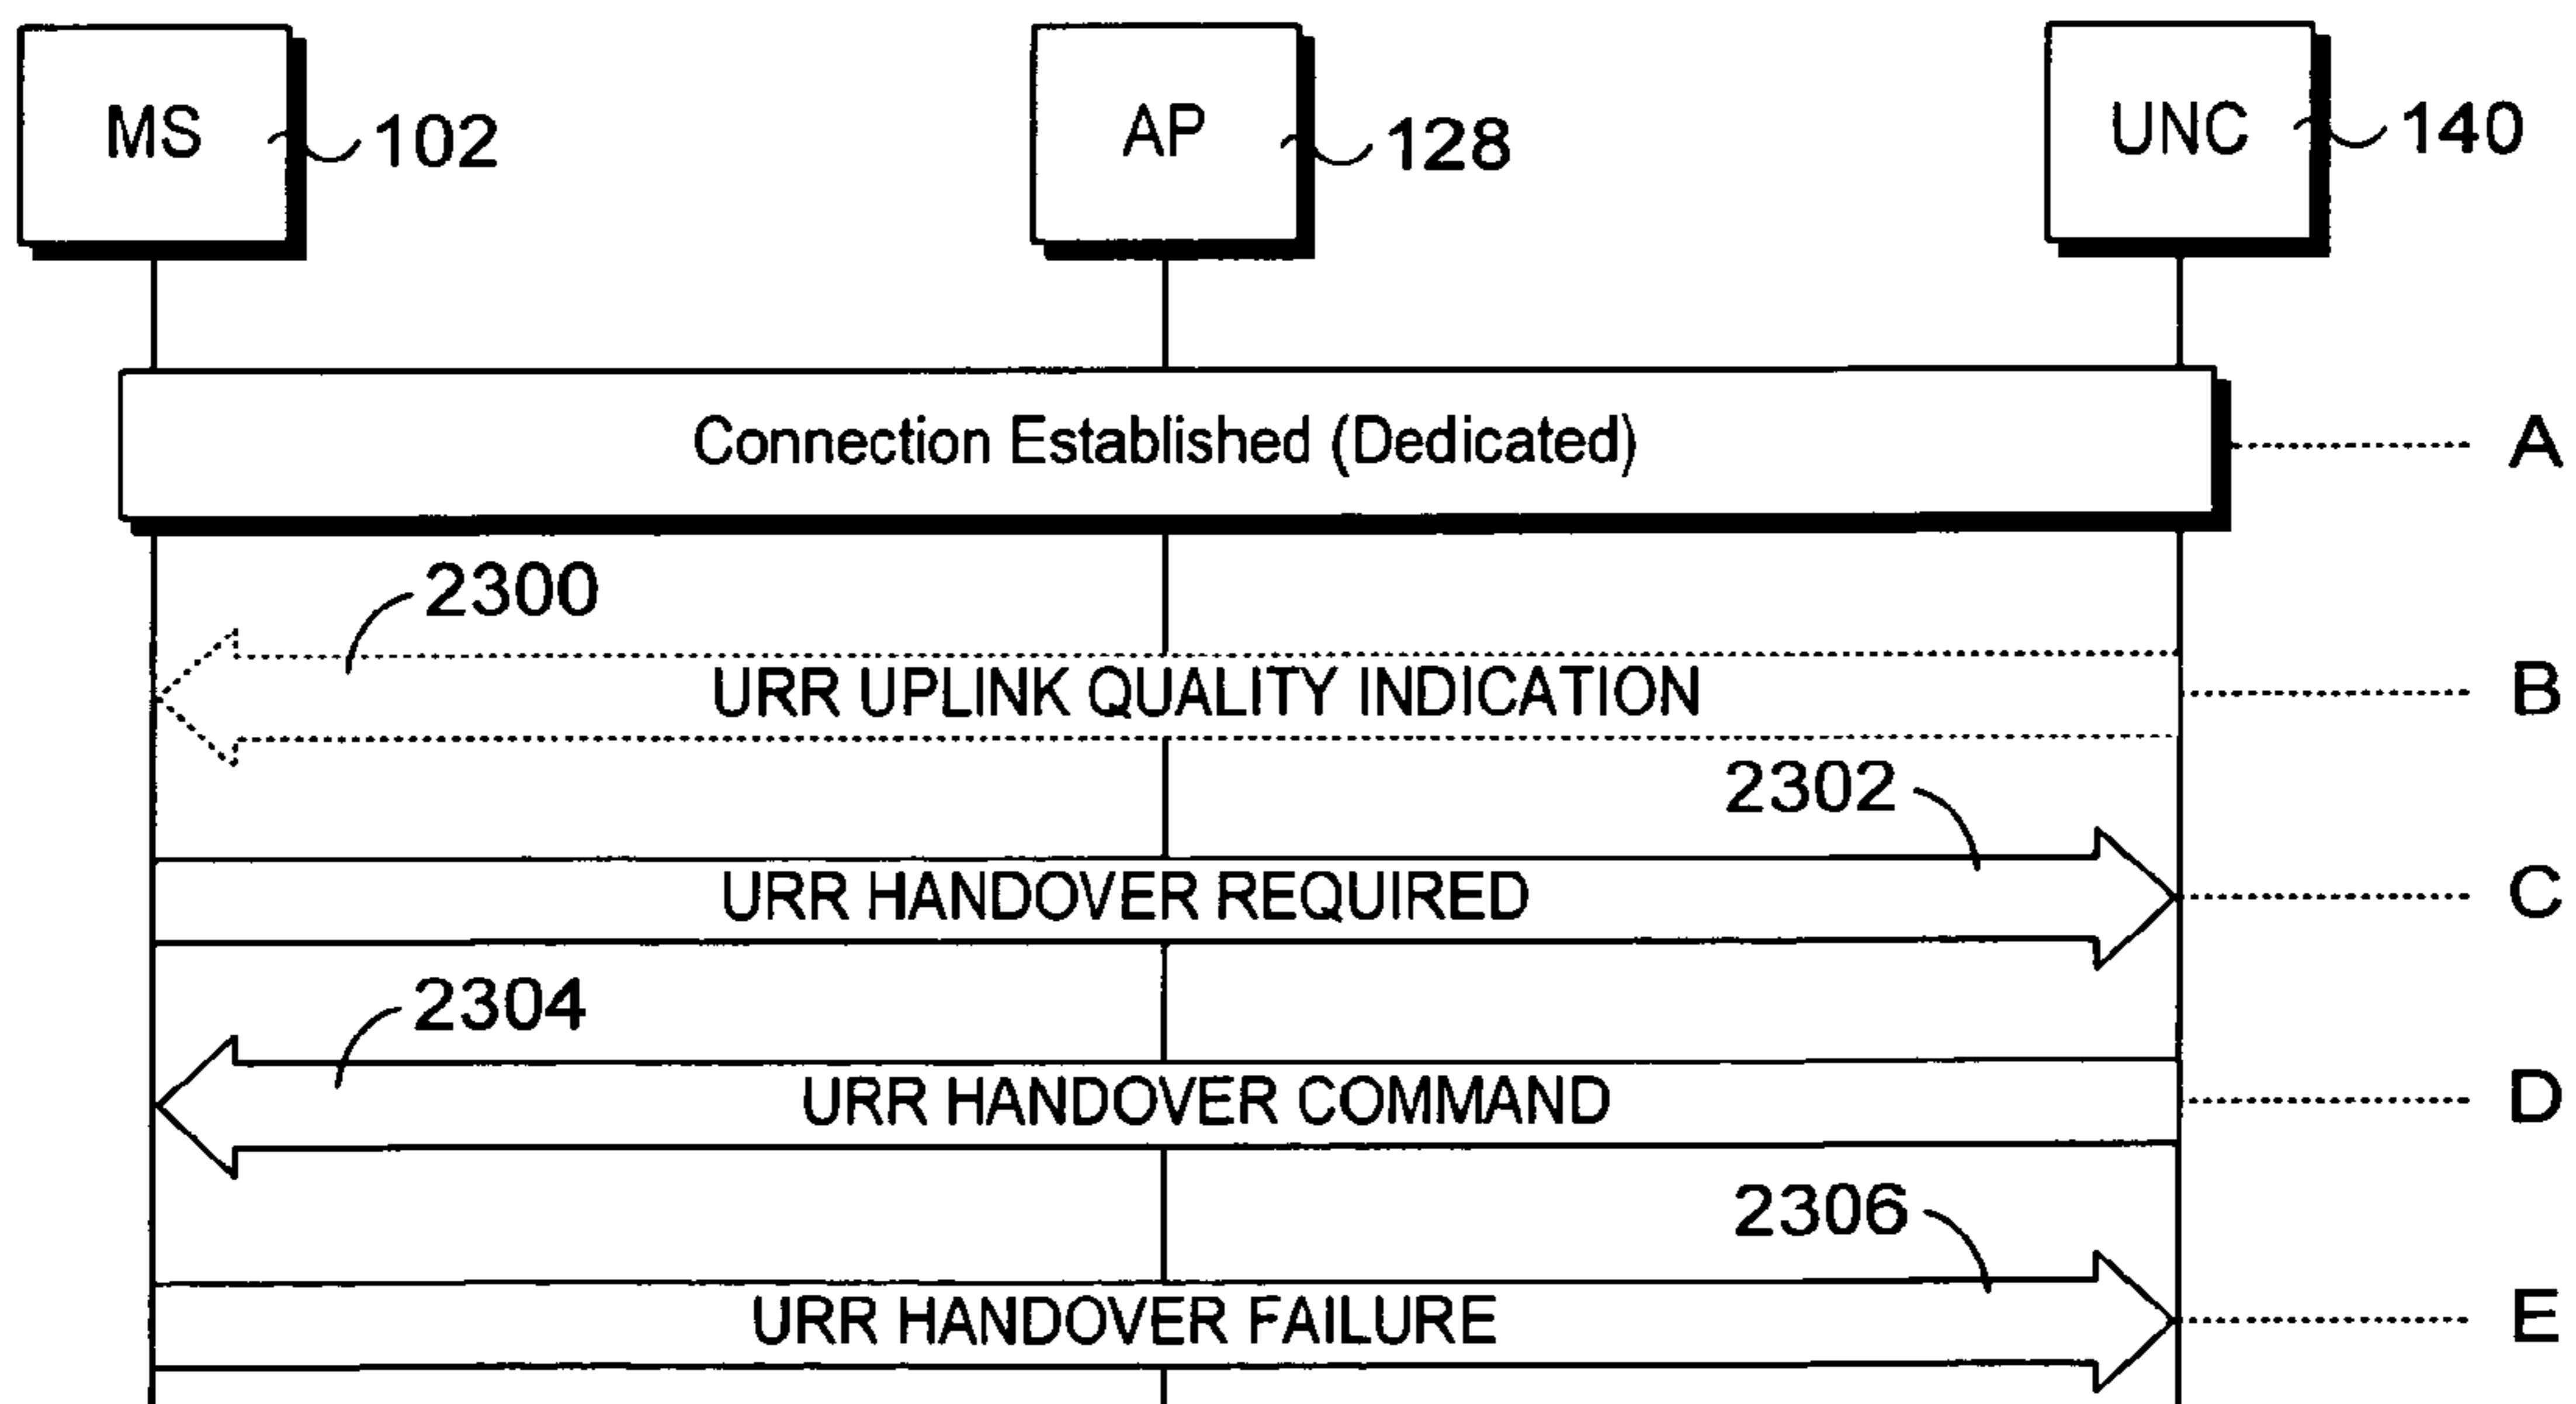 MS 102
AP 128
UNC 140
Connection Established (Dedicated) A
2300
URR UPLINK QUALITY INDICATION B
2302
URR HANDOVER REQUIRED C
2304
URR HANDOVER COMMAND D
2306
URR HANDOVER FAILURE E